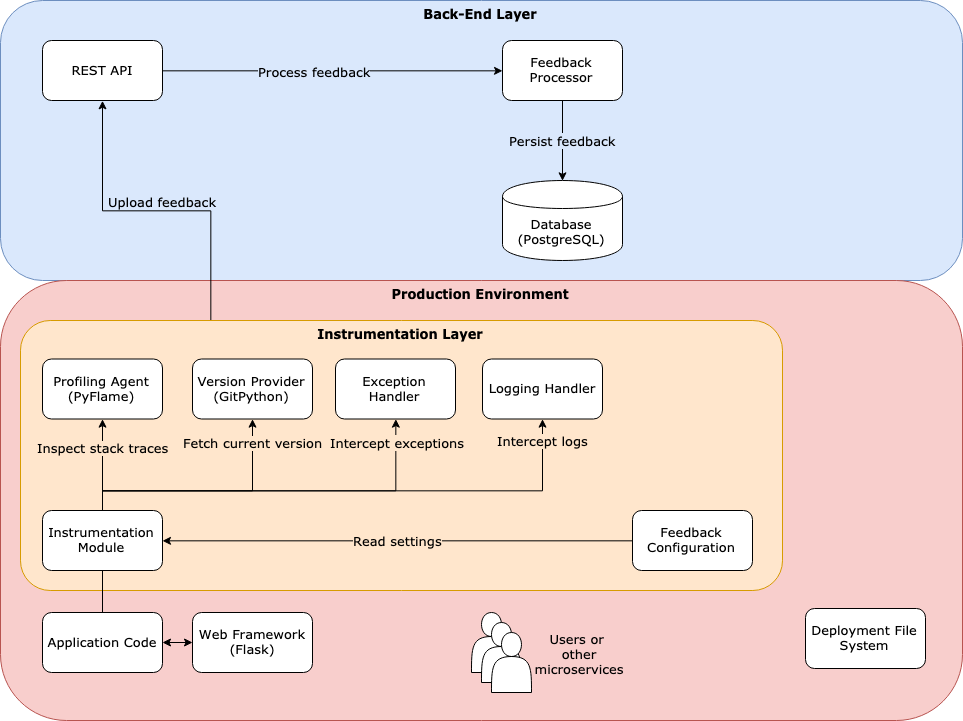 Back-End Layer
REST API
Process feedback
Feedback
Processor
Persist feedback
Database
(PostgreSQL)
Upload feedback
Production Environment
Instrumentation Layer
Profiling Agent
(PyFlame)
Version Provider
(GitPython)
Exception
Handler
Logging Handler
Inspect stack traces
Fetch current version
Intercept exceptions
Intercept logs
Instrumentation
Module
Read settings
Feedback
Configuration
Application Code
Web Framework
(Flask)
Users or
other
microservices
Deployment File
System